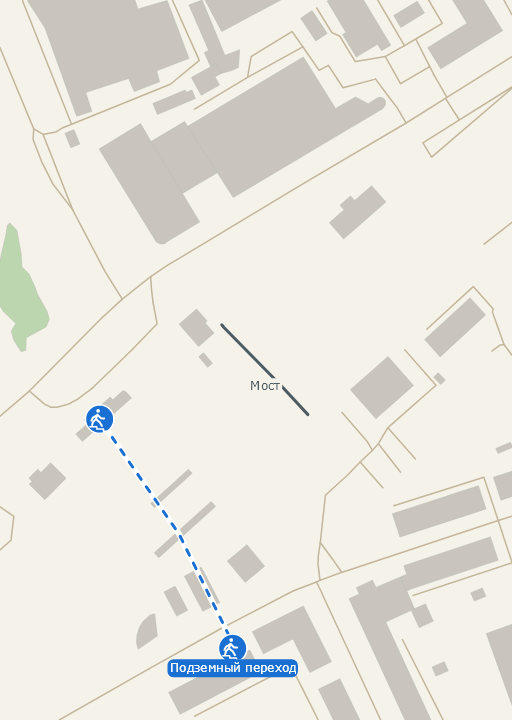 Мост
Подземный переход